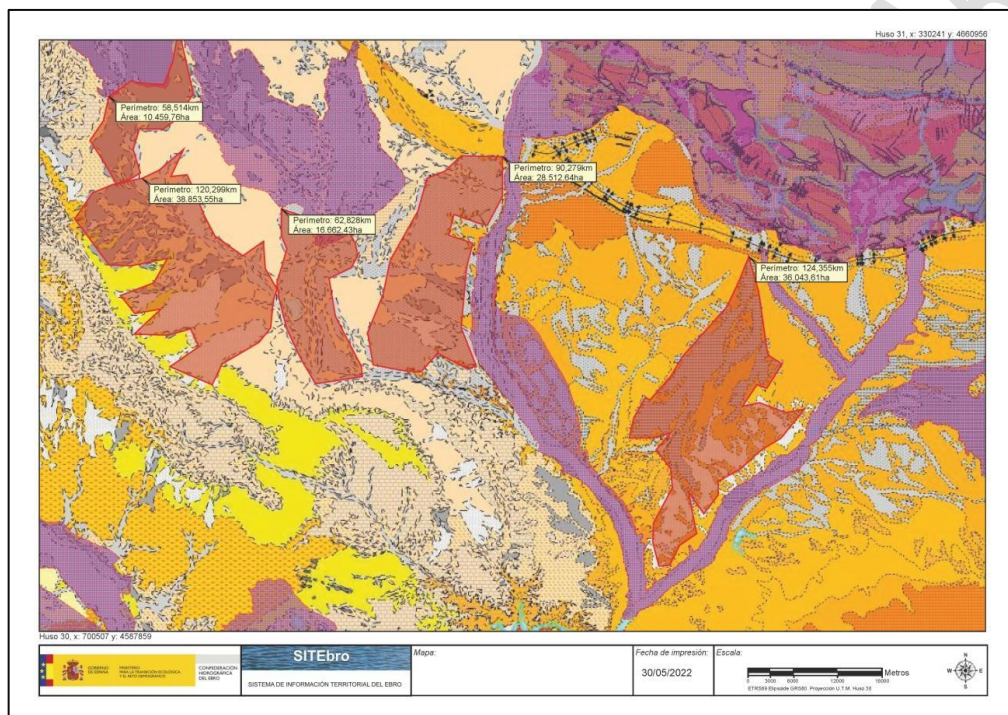 Huso 31, x: 330241 y: 4660956
Perímetro: 58,514km
Área: 10.459,76ha
Perímetro: 120,299km
Área: 38.853,55ha
Perímetro: 62,828km
Área: 16.662,43ha
Perímetro: 90,279km
Área: 28.512,64ha
Perímetro: 124,355km
Área: 36.043,61ha
Huso 30, x: 700507 y: 4587859
GOBIERNO
DE ESPAÑA
MINISTERIO
PARA LA TRANSICIÓN ECOLÓGICA
Y EL RETO DEMOGRÁFICO
CONFEDERACIÓN
HIDROGRÁFICA
DEL EBRO
SITEbro
SISTEMA DE INFORMACIÓN TERRITORIAL DEL EBRO
Mapa:
Fecha de impresión:
30/05/2022
Escala:
0 3000 6000 12000 18000
Metros
ETRS89 Elipsoide GRS80. Proyección U.T.M. Huso 30
N
W E
S